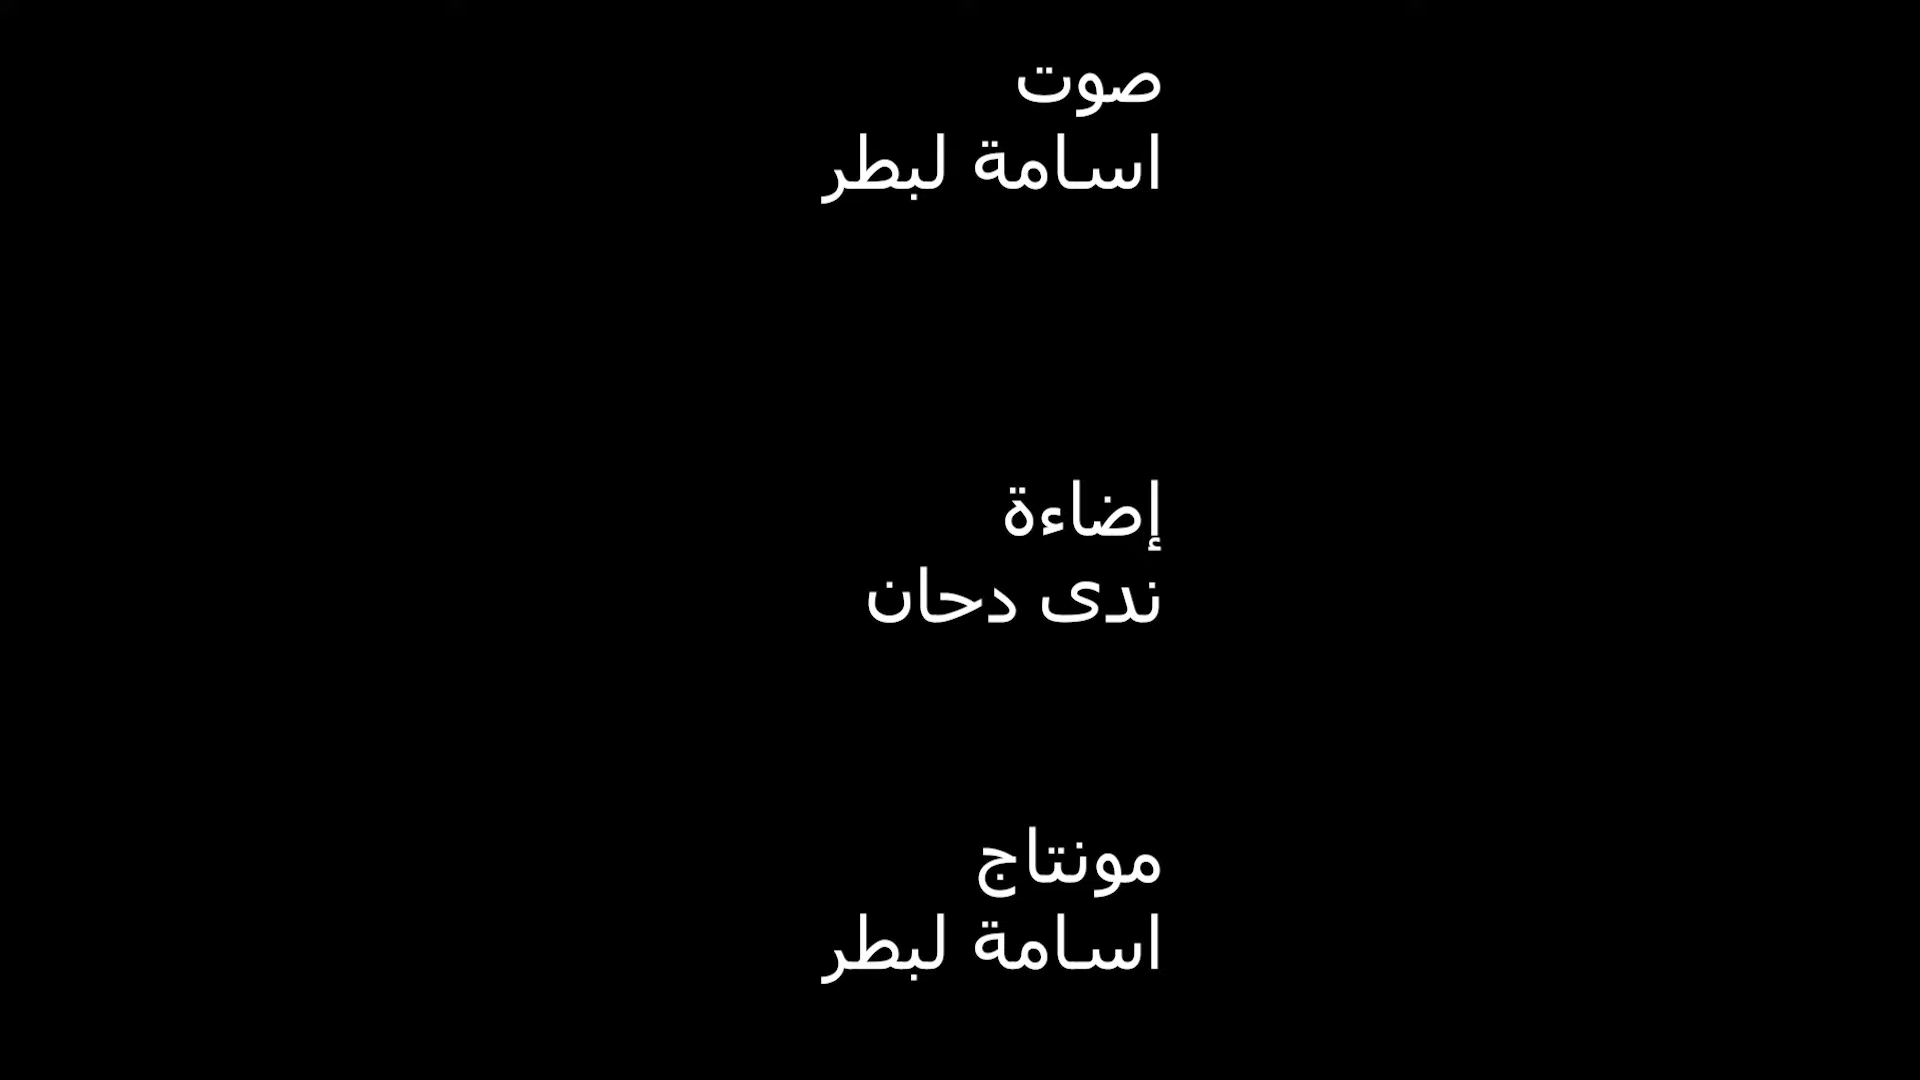 صوت
اسامة لبطر
إضاءة
ندى دحان
مونتاج
اسامة لبطر